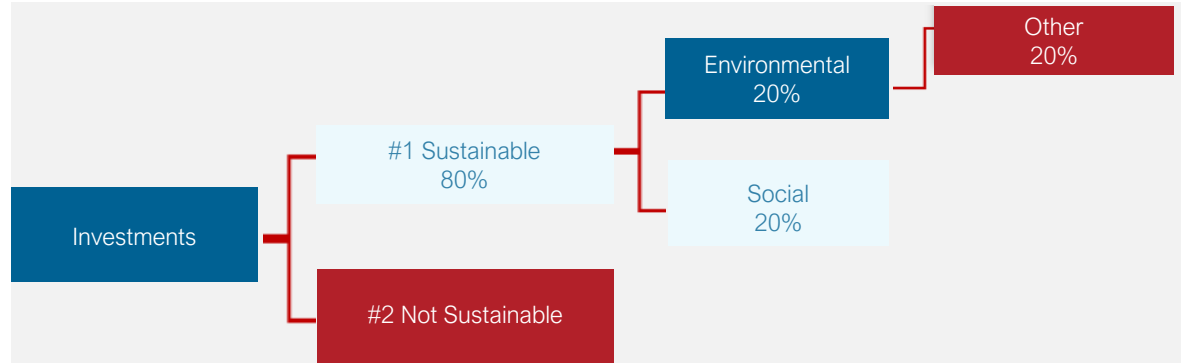 Other
20%
Environmental
20%
#1 Sustainable
80%
Social
20%
Investments
#2 Not Sustainable